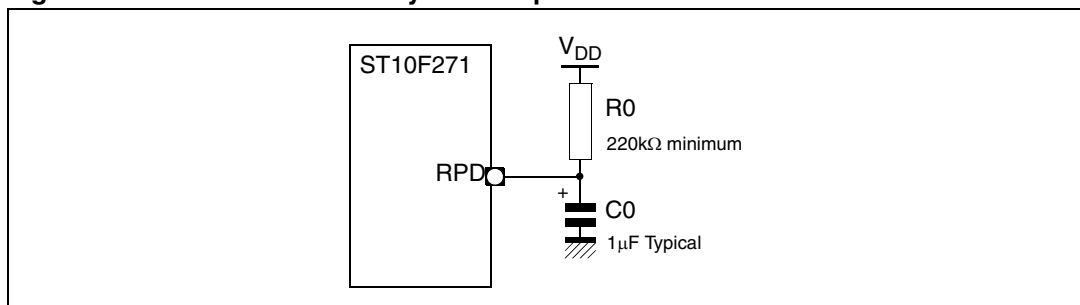 ST10F271
V_DD
R0
220kΩ minimum
RPD
+
C0
1μF Typical